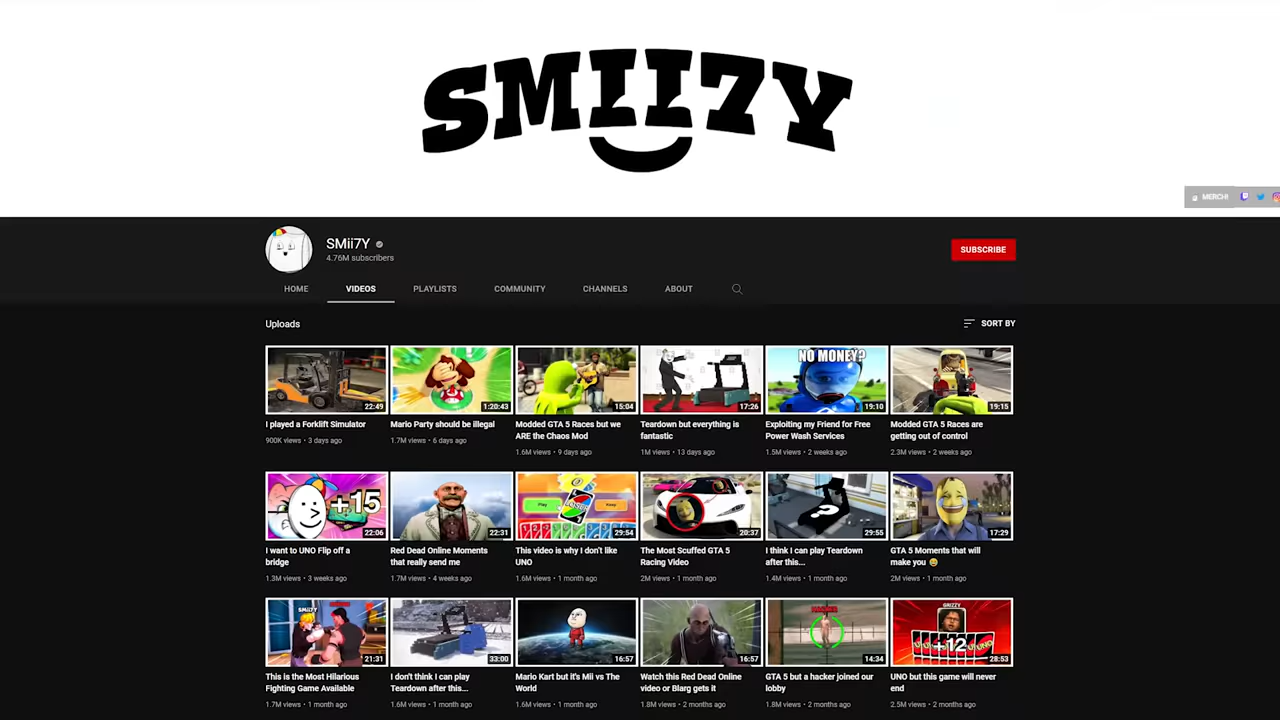 SMII7Y
MERCH!
SMii7Y
4.76M subscribers
SUBSCRIBE
HOME
VIDEOS
PLAYLISTS
COMMUNITY
CHANNELS
ABOUT
Uploads
SORT BY
22:49
1:20:43
15:04
17:26
NO MONEY?
19:10
19:15
I played a Forklift Simulator
900K views • 3 days ago
Mario Party should be illegal
1.7M views • 6 days ago
Modded GTA 5 Races but we
ARE the Chaos Mod
1.6M views • 9 days ago
Teardown but everything is
fantastic
1M views • 13 days ago
Exploiting my Friend for Free
Power Wash Services
1.5M views • 2 weeks ago
Modded GTA 5 Races are
getting out of control
2.3M views • 2 weeks ago
+15
22:06
22:31
Play
Keep
29:54
20:37
?
29:55
17:29
I want to UNO Flip off a
bridge
1.3M views • 3 weeks ago
Red Dead Online Moments
that really send me
1.7M views • 4 weeks ago
This video is why I don't like
UNO
1.6M views • 1 month ago
The Most Scuffed GTA 5
Racing Video
2M views • 1 month ago
I think I can play Teardown
after this...
1.4M views • 1 month ago
GTA 5 Moments that will
make you 😂
2M views • 1 month ago
SMII7Y
21:31
33:00
16:57
16:57
14:34
GRIZZY
+12
28:53
This is the Most Hilarious
Fighting Game Available
1.7M views • 1 month ago
I don't think I can play
Teardown after this...
1.6M views • 1 month ago
Mario Kart but it's Mii vs The
World
1.6M views • 1 month ago
Watch this Red Dead Online
video or Blarg gets it
1.8M views • 2 months ago
GTA 5 but a hacker joined our
lobby
1.8M views • 2 months ago
UNO but this game will never
end
2.5M views • 2 months ago